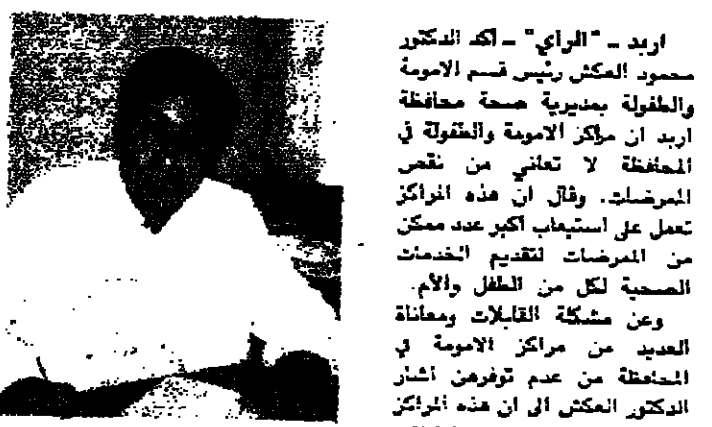 اربد ـ "الرأي" ـ أكد الدكتور
محمود العكش رئيس قسم الامومة
والطفولة بمديرية صحة محافظة
اربد ان مراكز الامومة والطفولة في
المحافظة لا تعاني من نقص
الممرضات. وقال ان هذه المراكز
تعمل على استيعاب أكبر عدد ممكن
من الممرضات لتقديم الخدمات
الصحية لكل من الطفل والأم.
وعن مشكلة القابلات ومعاناة
العديد من مراكز الامومة في
المحافظة من عدم توفرهن اشار
الدكتور العكش الى ان هذه المراكز